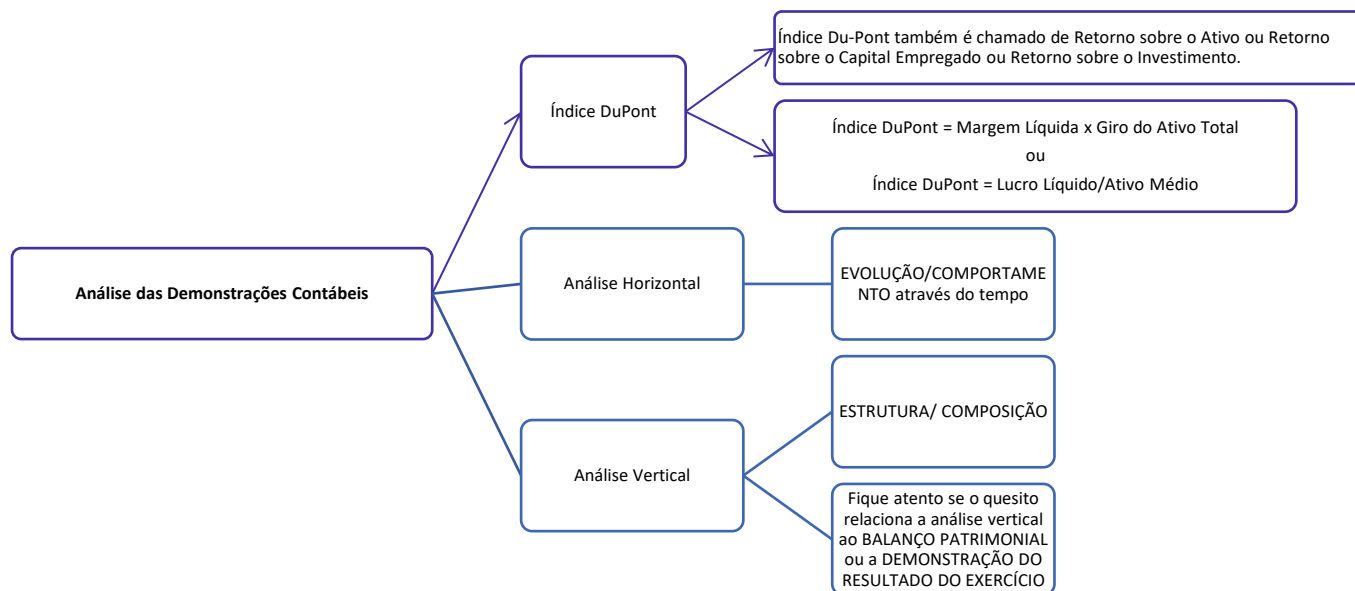 Análise das Demonstrações Contábeis
Índice DuPont
Índice Du-Pont também é chamado de Retorno sobre o Ativo ou Retorno
sobre o Capital Empregado ou Retorno sobre o Investimento.
Índice DuPont = Margem Líquida x Giro do Ativo Total
ou
Índice DuPont = Lucro Líquido/Ativo Médio
Análise Horizontal
EVOLUÇÃO/COMPORTAME
NTO através do tempo
Análise Vertical
ESTRUTURA/ COMPOSIÇÃO
Fique atento se o quesito
relaciona a análise vertical
ao BALANÇO PATRIMONIAL
ou a DEMONSTRAÇÃO DO
RESULTADO DO EXERCÍCIO